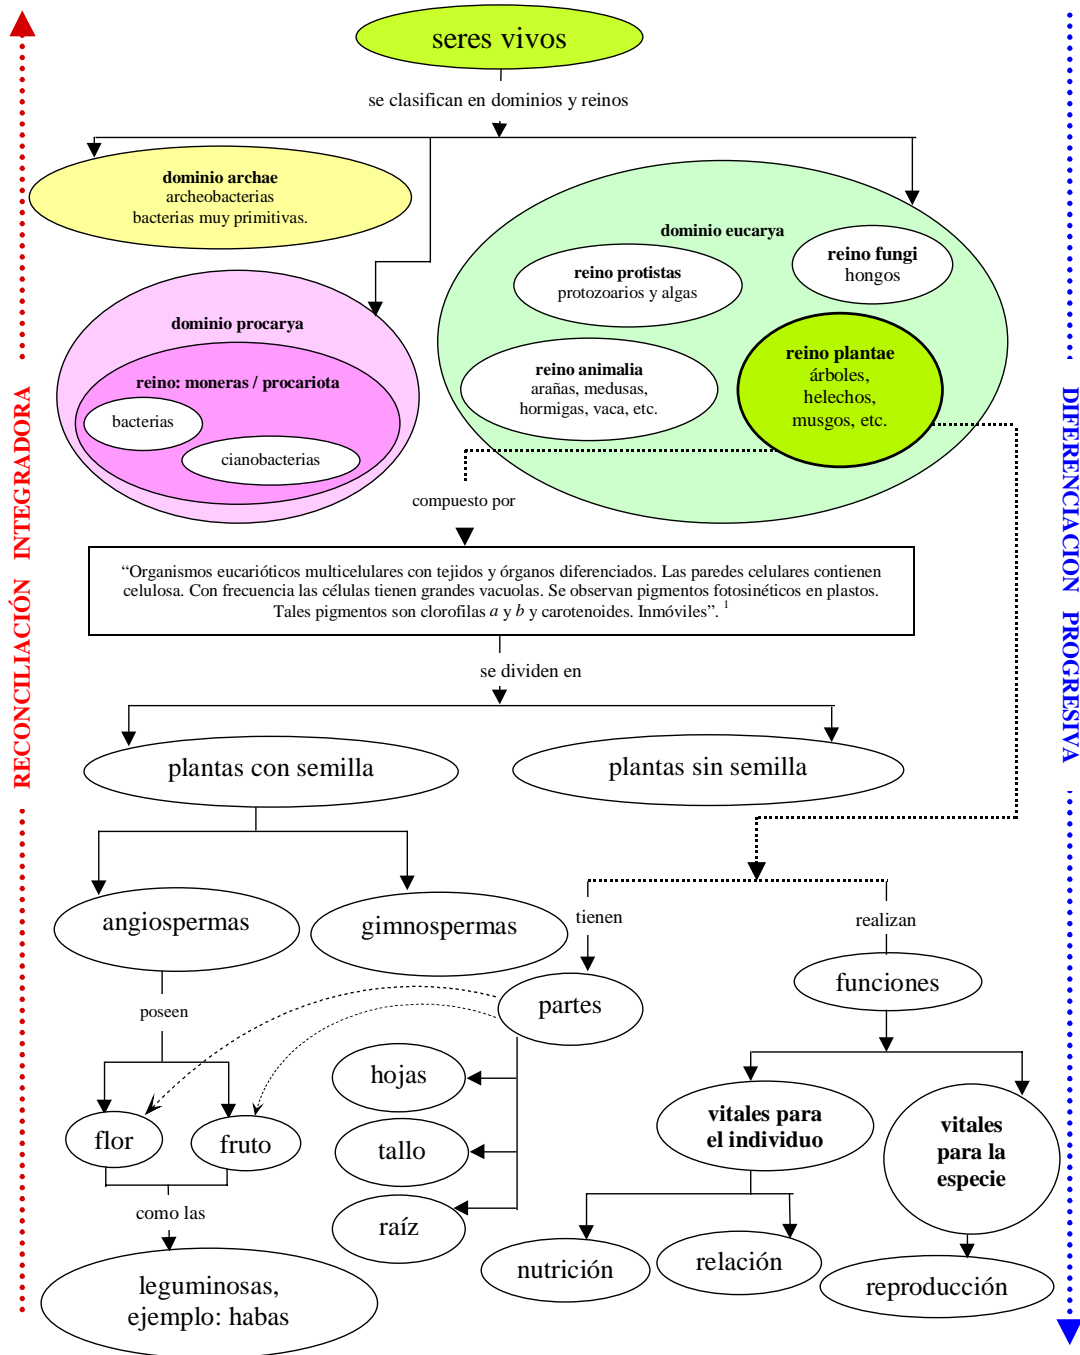 seres vivos
se clasifican en dominios y reinos
dominio archae
archeobacterias
bacterias muy primitivas.
dominio eucarya
reino fungi
hongos
reino protistas
protozoarios y algas
dominio procarya
reino: moneras / procariota
bacterias
cianobacterias
reino animalia
arañas, medusas,
hormigas, vaca, etc.
reino plantae
árboles,
helechos,
musgos, etc.
RECONCILIACIÓN INTEGRADORA
DIFERENCIACION PROGRESIVA
compuesto por
“Organismos eucarióticos multicelulares con tejidos y órganos diferenciados. Las paredes celulares contienen
celulosa. Con frecuencia las células tienen grandes vacuolas. Se observan pigmentos fotosinéticos en plastos.
Tales pigmentos son clorofilas a y b y carotenoides. Inmóviles”. 1
se dividen en
plantas con semilla
plantas sin semilla
angiospermas
gimnospermas
tienen
realizan
partes
funciones
poseen
hojas
tallo
raíz
flor
fruto
vitales para
el individuo
vitales
para la
especie
como las
leguminosas,
ejemplo: habas
nutrición
relación
reproducción